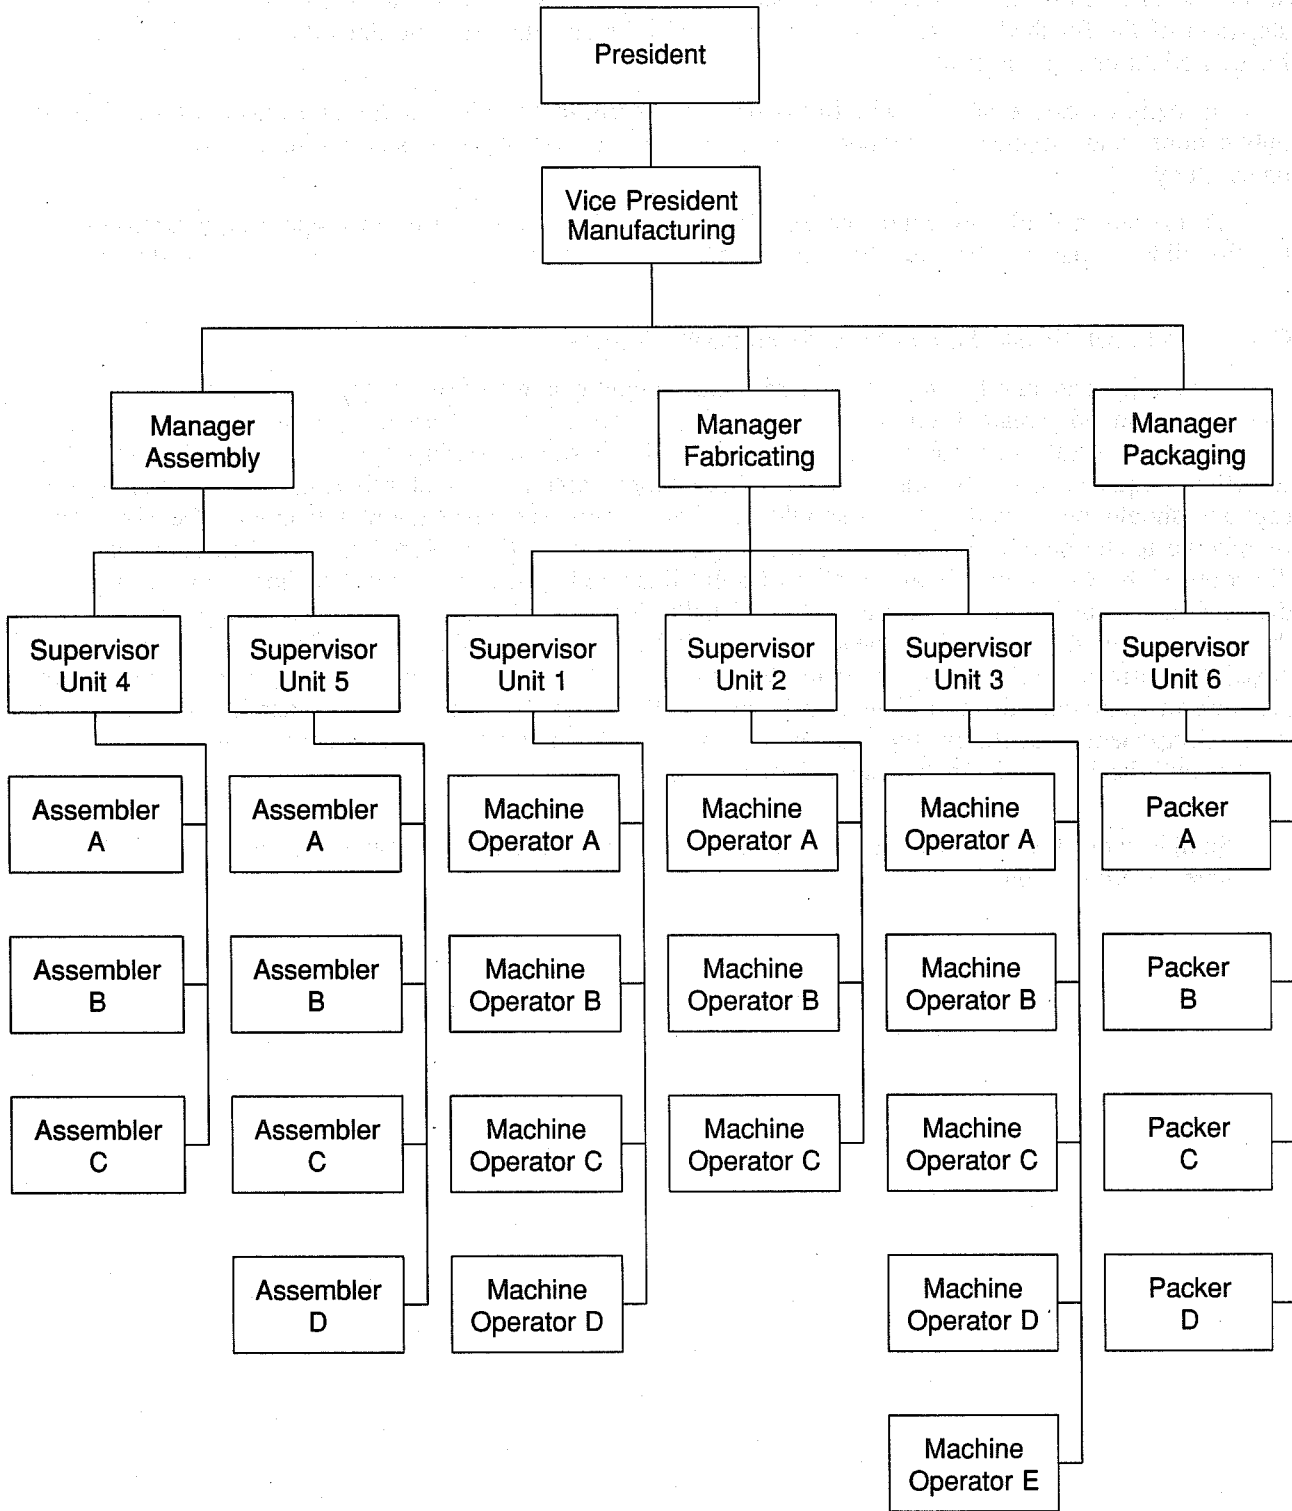 President
Vice President
Manufacturing
Manager
Assembly
Manager
Fabricating
Manager
Packaging
Supervisor
Unit 4
Supervisor
Unit 5
Supervisor
Unit 1
Supervisor
Unit 2
Supervisor
Unit 3
Supervisor
Unit 6
Assembler
A
Assembler
A
Machine
Operator A
Machine
Operator A
Machine
Operator A
Packer
A
Assembler
B
Assembler
B
Machine
Operator B
Machine
Operator B
Machine
Operator B
Packer
B
Assembler
C
Assembler
C
Machine
Operator C
Machine
Operator C
Machine
Operator C
Packer
C
Assembler
D
Machine
Operator D
Machine
Operator D
Packer
D
Machine
Operator E